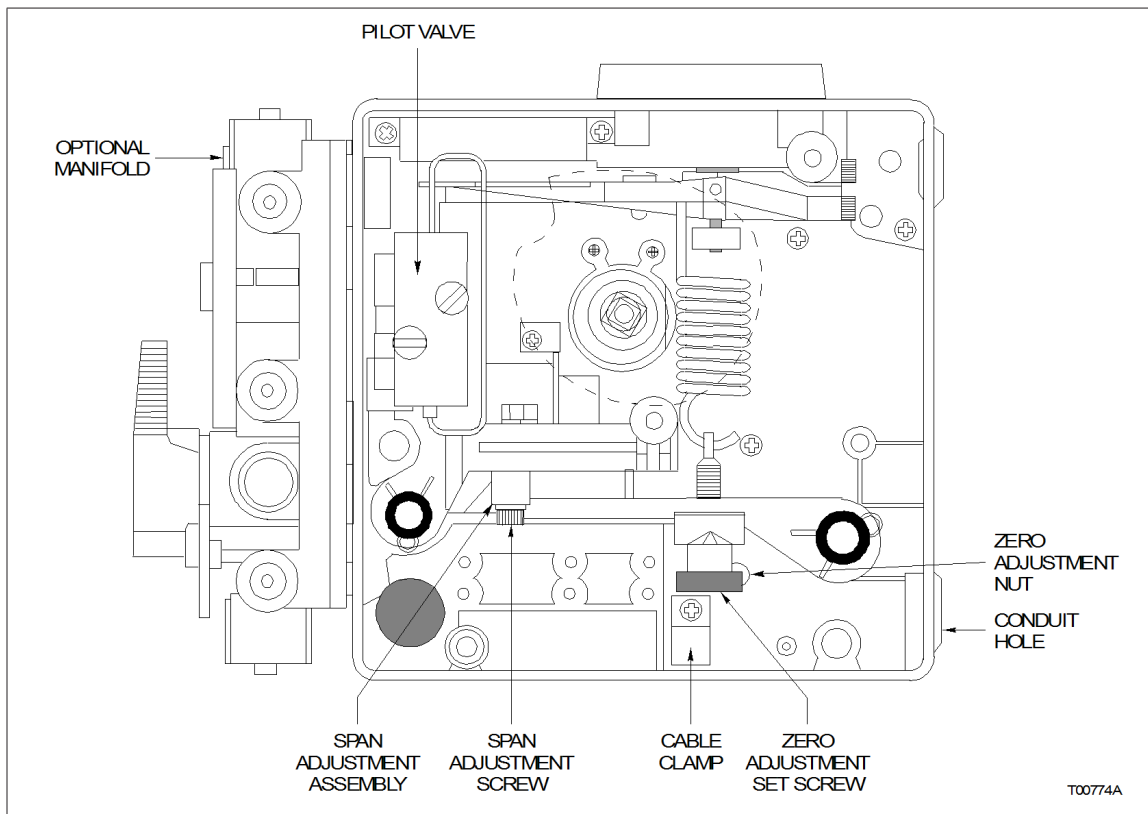 PILOT VALVE
OPTIONAL
MANIFOLD
ZERO
ADJUSTMENT
NUT
CONDUIT
HOLE
SPAN
ADJUSTMENT
ASSEMBLY
SPAN
ADJUSTMENT
SCREW
CABLE
CLAMP
ZERO
ADJUSTMENT
SET SCREW
T00774A